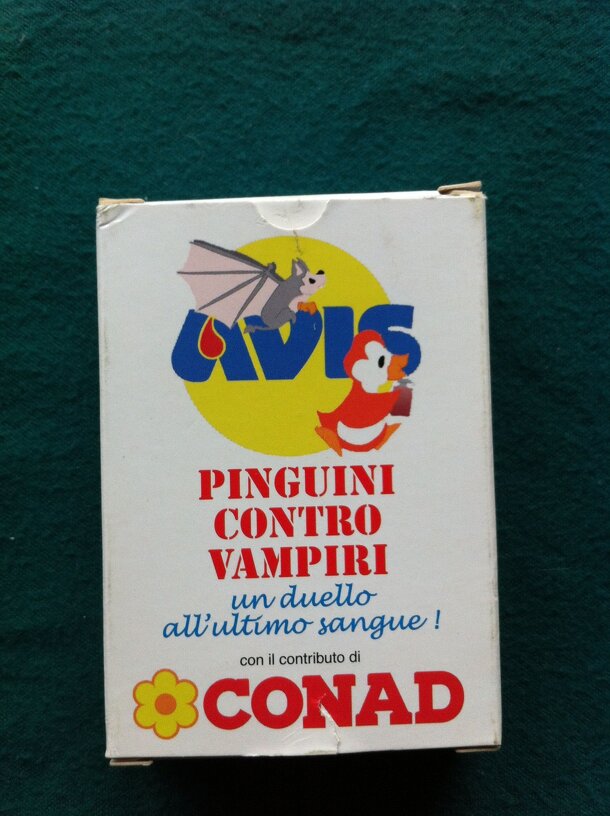 AVIS
PINGUINI
CONTRO
VAMPIRI
un duello
all'ultimo sangue !
con il contributo di
CONAD